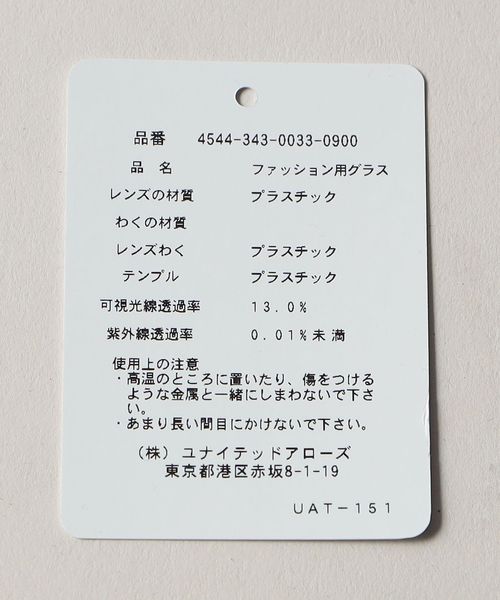 品番 4544-343-0033-0900
品 名 ファッション用グラス
レンズの材質 プラスチック
わくの材質
レンズわく プラスチック
テンプル プラスチック
可視光線透過率 13.0%
紫外線透過率 0.01%未満
使用上の注意
・高温のところに置いたり、傷をつける
ような金属と一緒にしまわないで下さ
い。
・あまり長い間目にかけないで下さい。
(株) ユナイテッドアローズ
東京都港区赤坂8-1-19
UAT-151